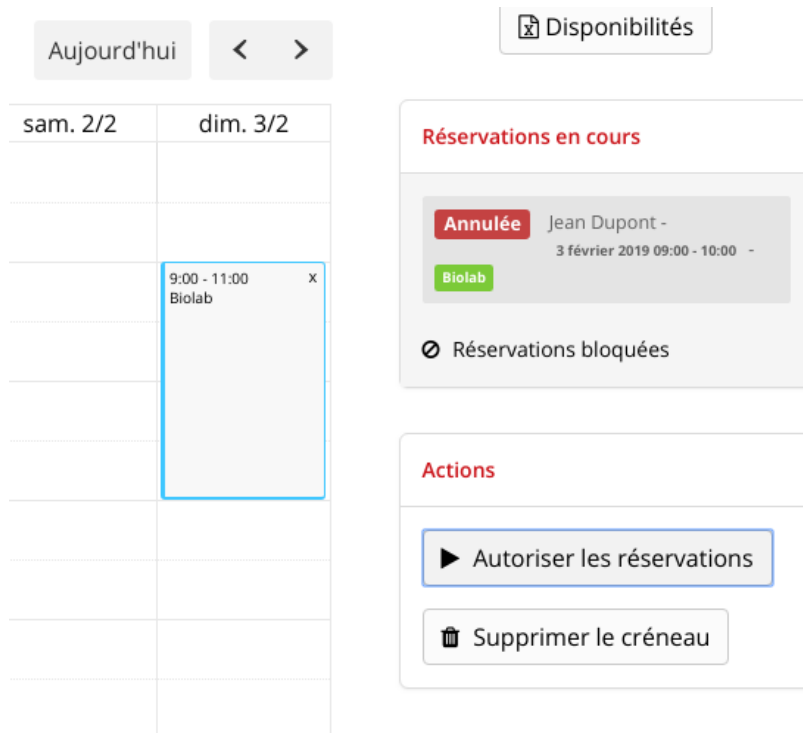 Aujourd'hui
sam. 2/2
dim. 3/2
9:00 - 11:00 x
Biolab
Disponibilités
Réservations en cours
Annulée Jean Dupont -
3 février 2019 09:00 - 10:00 -
Biolab
Réservations bloquées
Actions
Autoriser les réservations
Supprimer le créneau